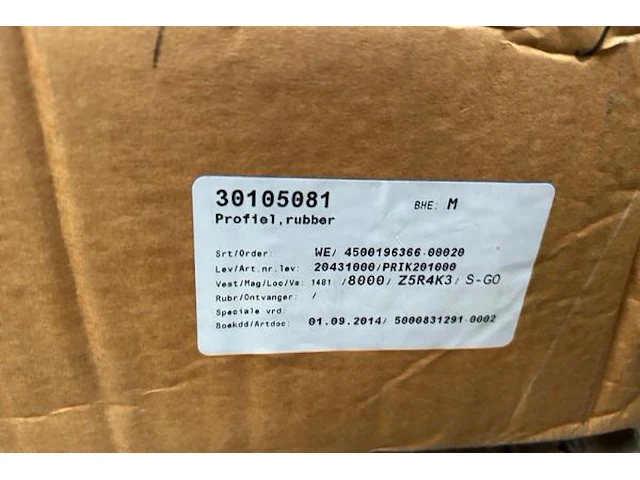 30105081 BHE: M
Profiel,rubber
Srt/Order: WE/ 4500196366 00020
Lev/Art.nr.lev: 20431000/PRIK201000
Vest/Mag/Loc/Vs: 1481 /8000/ Z5R4K3/ S-GO
Rubr/Ontvanger: /
Speciale vrd:
Boekdd/Artdoc: 01.09.2014/ 5000831291 0002